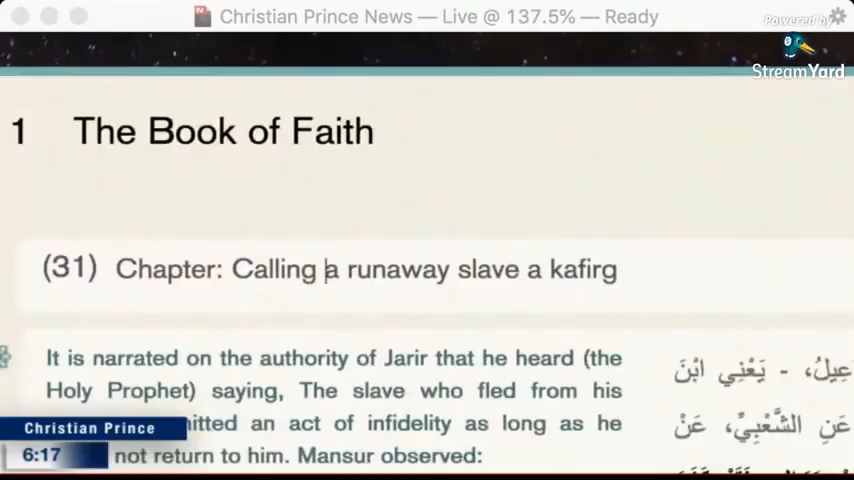 Christian Prince News — Live @ 137.5% — Ready
Powered by
StreamYard
1 The Book of Faith
(31) Chapter: Calling a runaway slave a kafirg
It is narrated on the authority of Jarir that he heard (the
Holy Prophet) saying, The slave who fled from his
itted an act of infidelity as long as he
not return to him. Mansur observed:
عِيلُ، - يَعْنِي ابْنَ
عَنِ الشَّعْبِيِّ، عَنْ
Christian Prince
6:17